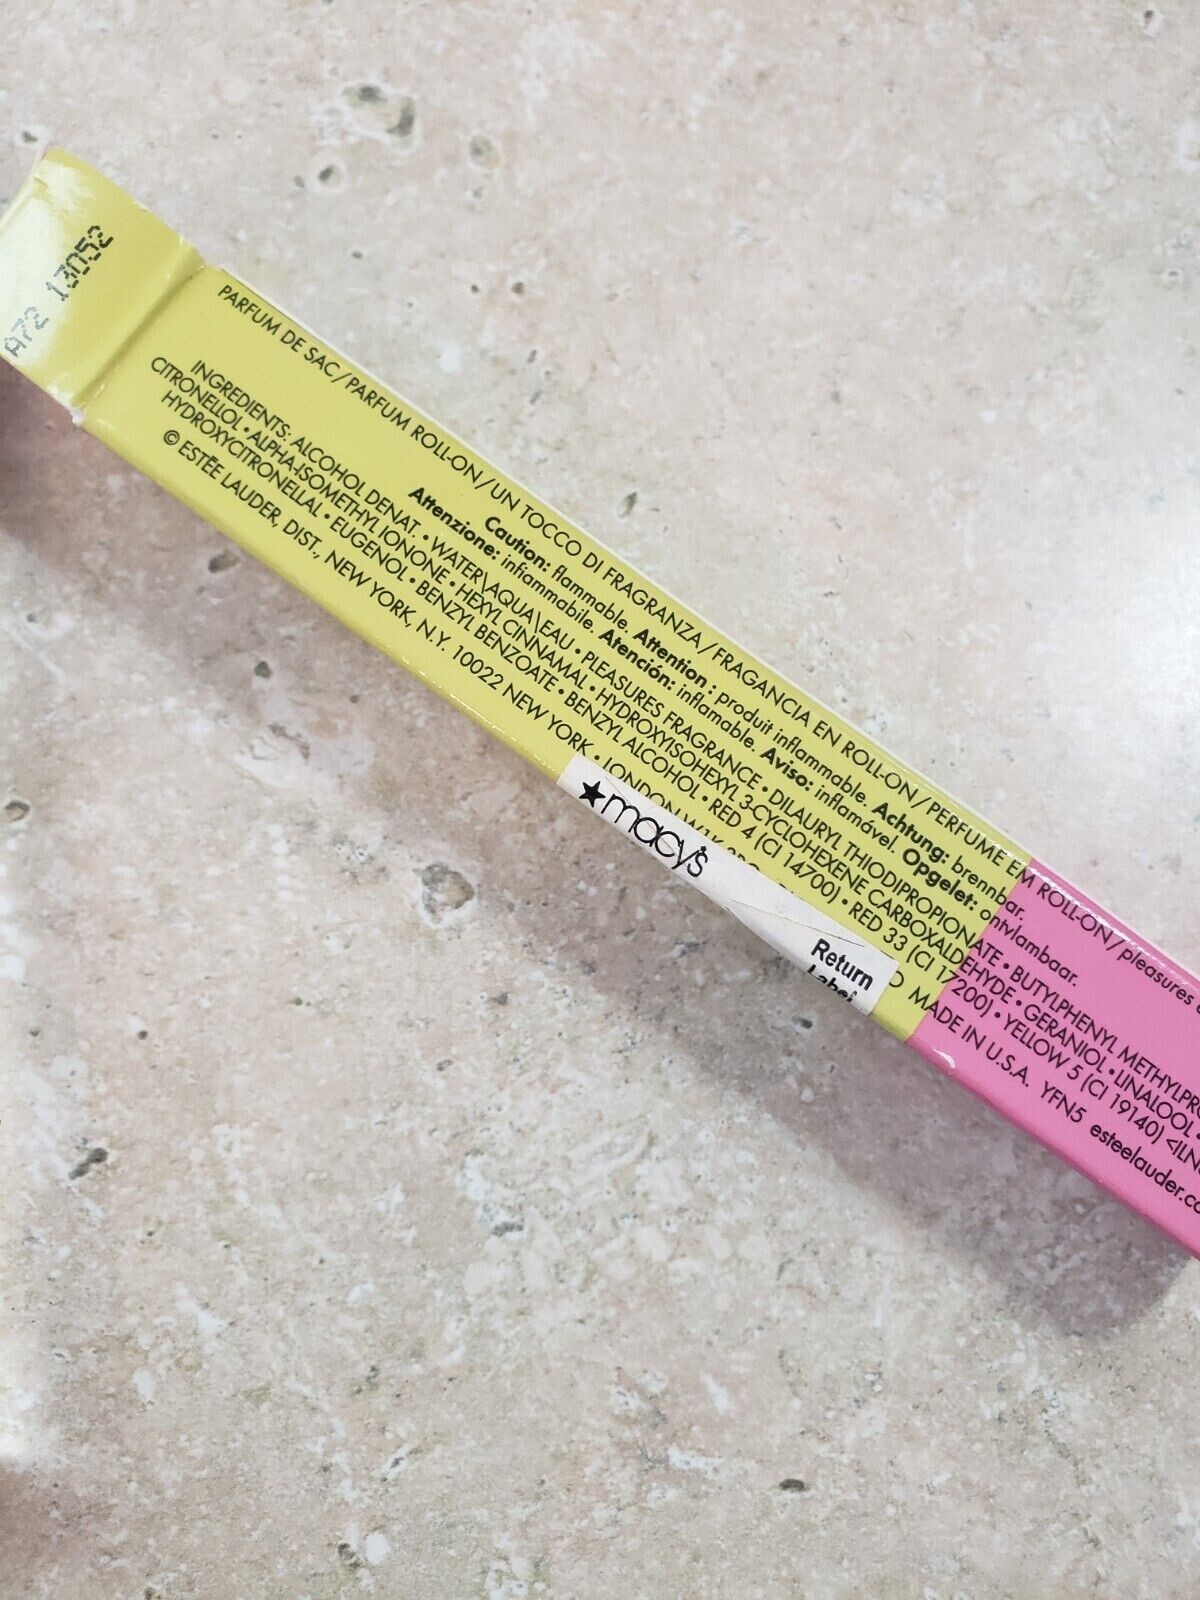 A72 13052
PARFUM DE SAC/PARFUM ROLL-ON/UN TOCCO DI FRAGRANZA/FRAGANCIA EN ROLL-ON/PERFUME EM ROLL-ON/pleasures
Caution: flammable. Attention : produit inflammable. Achtung: brennbar.
Attenzione: infiammabile. Atención: inflamable. Aviso: inflamável. Opgelet: ontvlambaar.
INGREDIENTS: ALCOHOL DENAT. • WATER\AQUA\EAU • PLEASURES FRAGRANCE • DILAURYL THIODIPROPIONATE • BUTYLPHENYL
CITRONELLOL • ALPHA-ISOMETHYL IONONE • HEXYL CINNAMAL • HYDROXYISOHEXYL 3-CYCLOHEXENE CARBOXALDEHYDE • GERANIOL • LINALOOL •
HYDROXYCITRONELLAL • EUGENOL • BENZYL BENZOATE • BENZYL ALCOHOL • RED 4 (CI 14700) • RED 33 (CI 17200) • YELLOW 5 (CI 19140)
© ESTĒE LAUDER, DIST., NEW YORK, N.Y. 10022 NEW YORK • LONDON MADE IN U.S.A. YFN5
★macy's
Return
Label